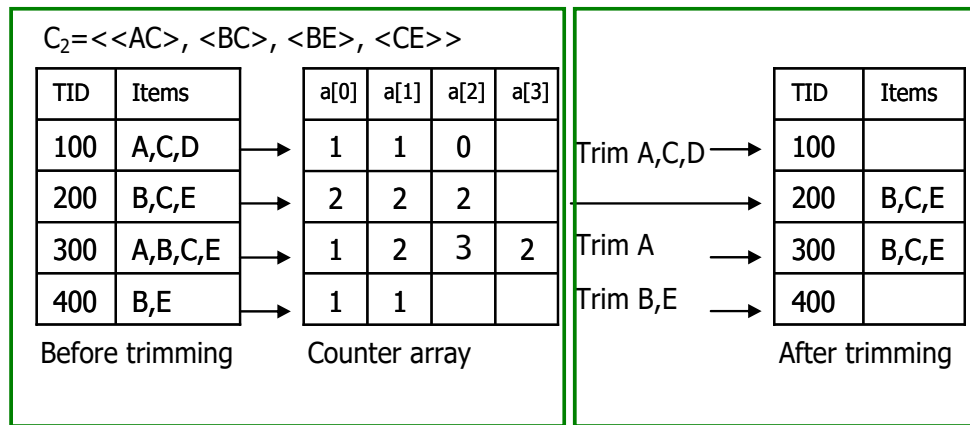 C₂=<<AC>, <BC>, <BE>, <CE>>
TID Items a[0] a[1] a[2] a[3] TID Items
100 A,C,D 1 1 0 Trim A,C,D 100
200 B,C,E 2 2 2 200 B,C,E
300 A,B,C,E 1 2 3 2 Trim A 300 B,C,E
400 B,E 1 1 Trim B,E 400
Before trimming Counter array After trimming